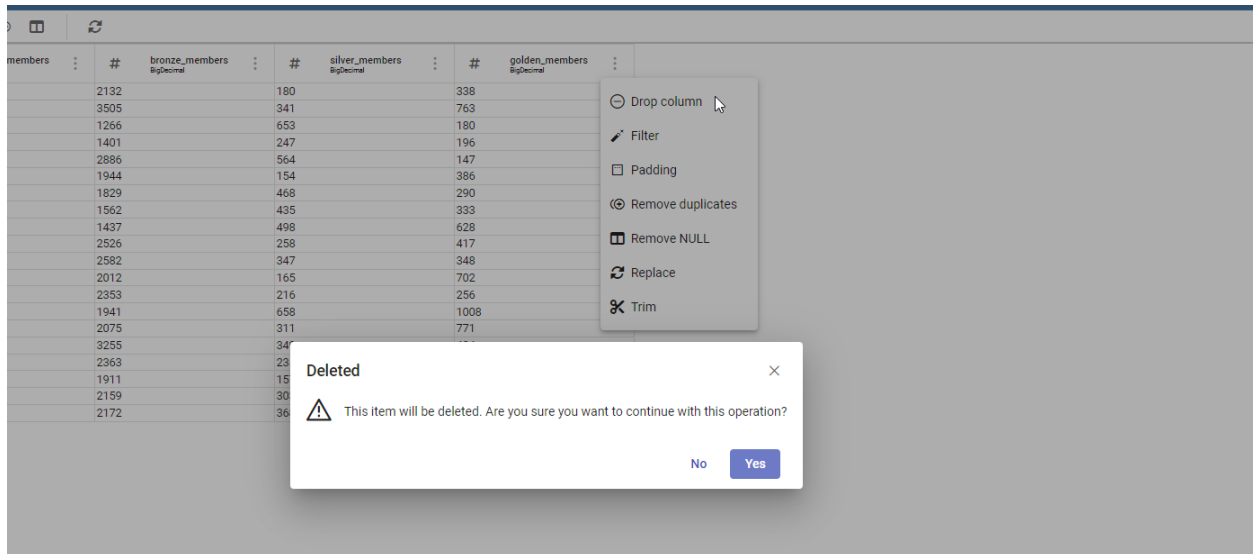 members # bronze_members # silver_members # golden_members
BigDecimal BigDecimal BigDecimal
2132 180 338
3505 341 763
1266 653 180
1401 247 196
2886 564 147
1944 154 386
1829 468 290
1562 435 333
1437 498 628
2526 258 417
2582 347 348
2012 165 702
2353 216 256
1941 658 1008
2075 311 771
3255
2363
1911
2159
2172
Drop column
Filter
Padding
Remove duplicates
Remove NULL
Replace
Trim
Deleted
This item will be deleted. Are you sure you want to continue with this operation?
No Yes